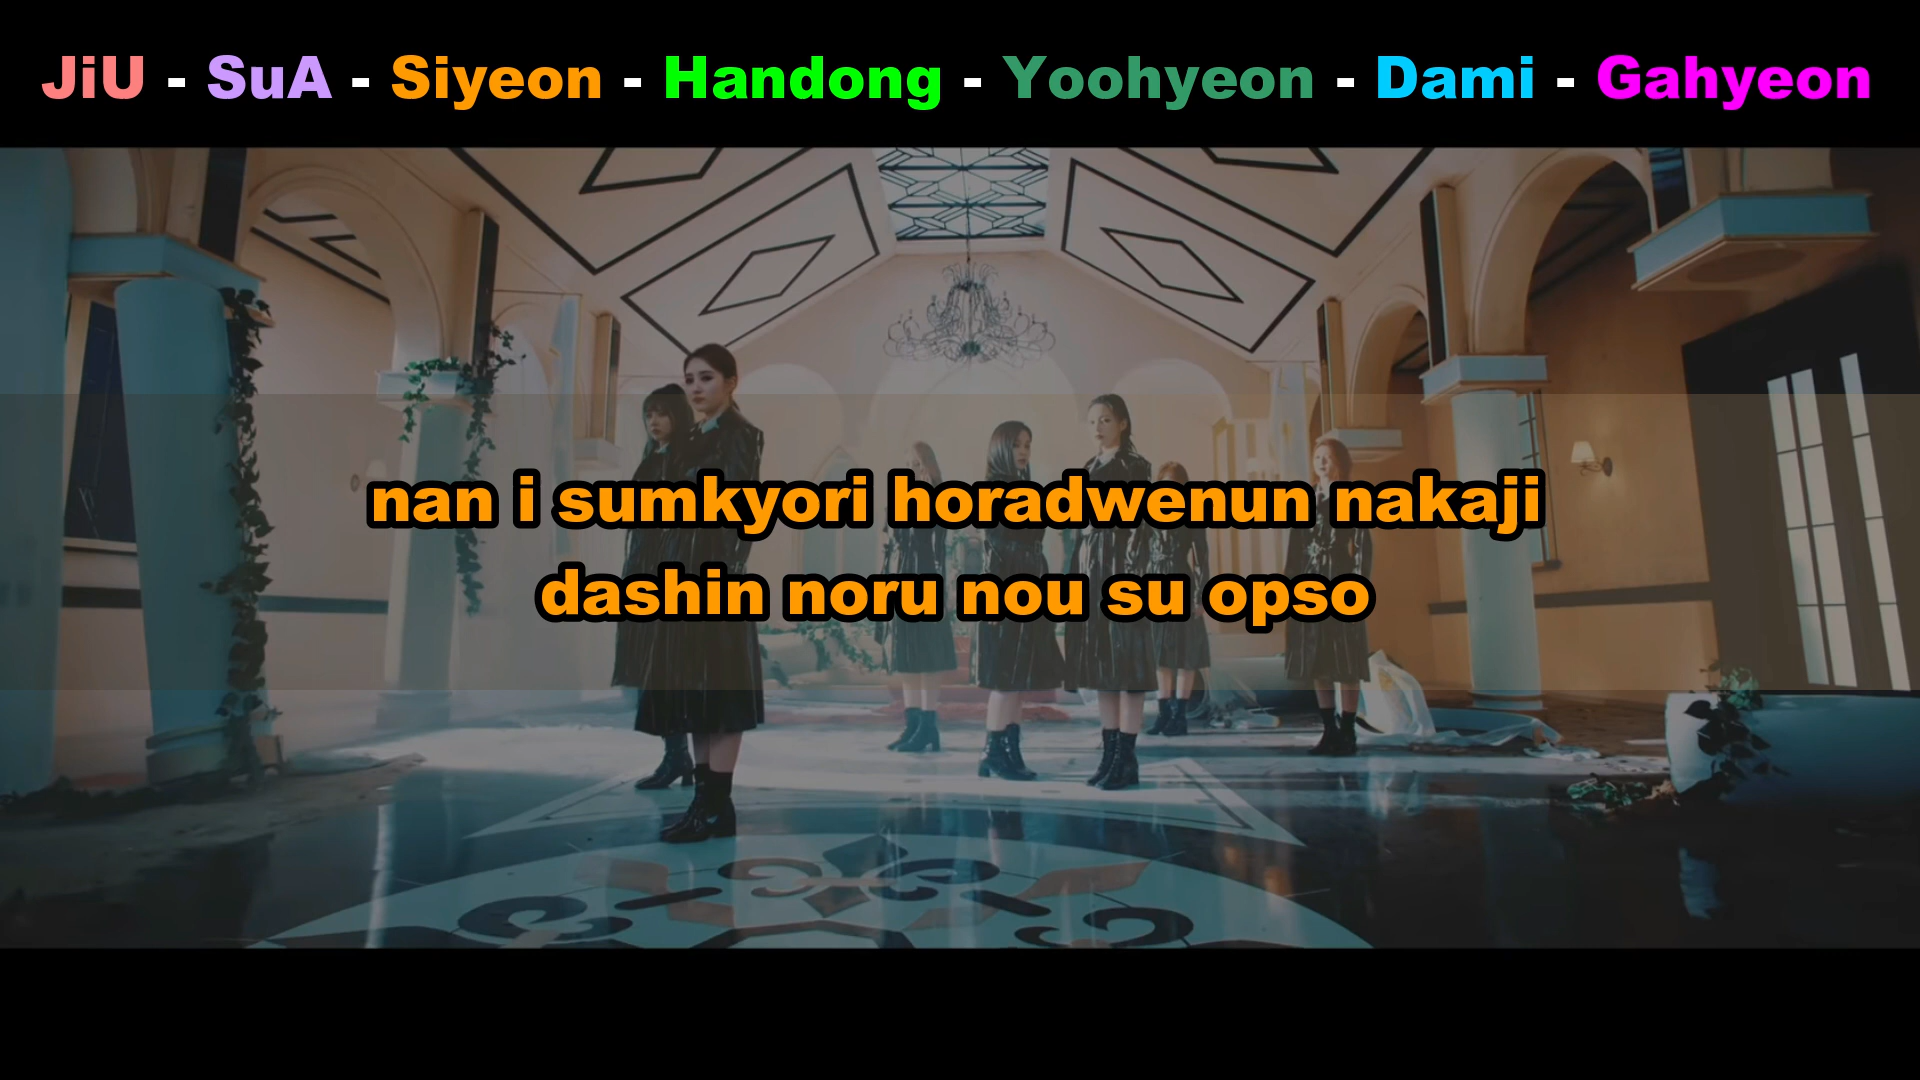 JiU - SuA - Siyeon - Handong - Yoohyeon - Dami - Gahyeon
nan i sumkyori horadwenun nakaji
dashin noru nou su opso